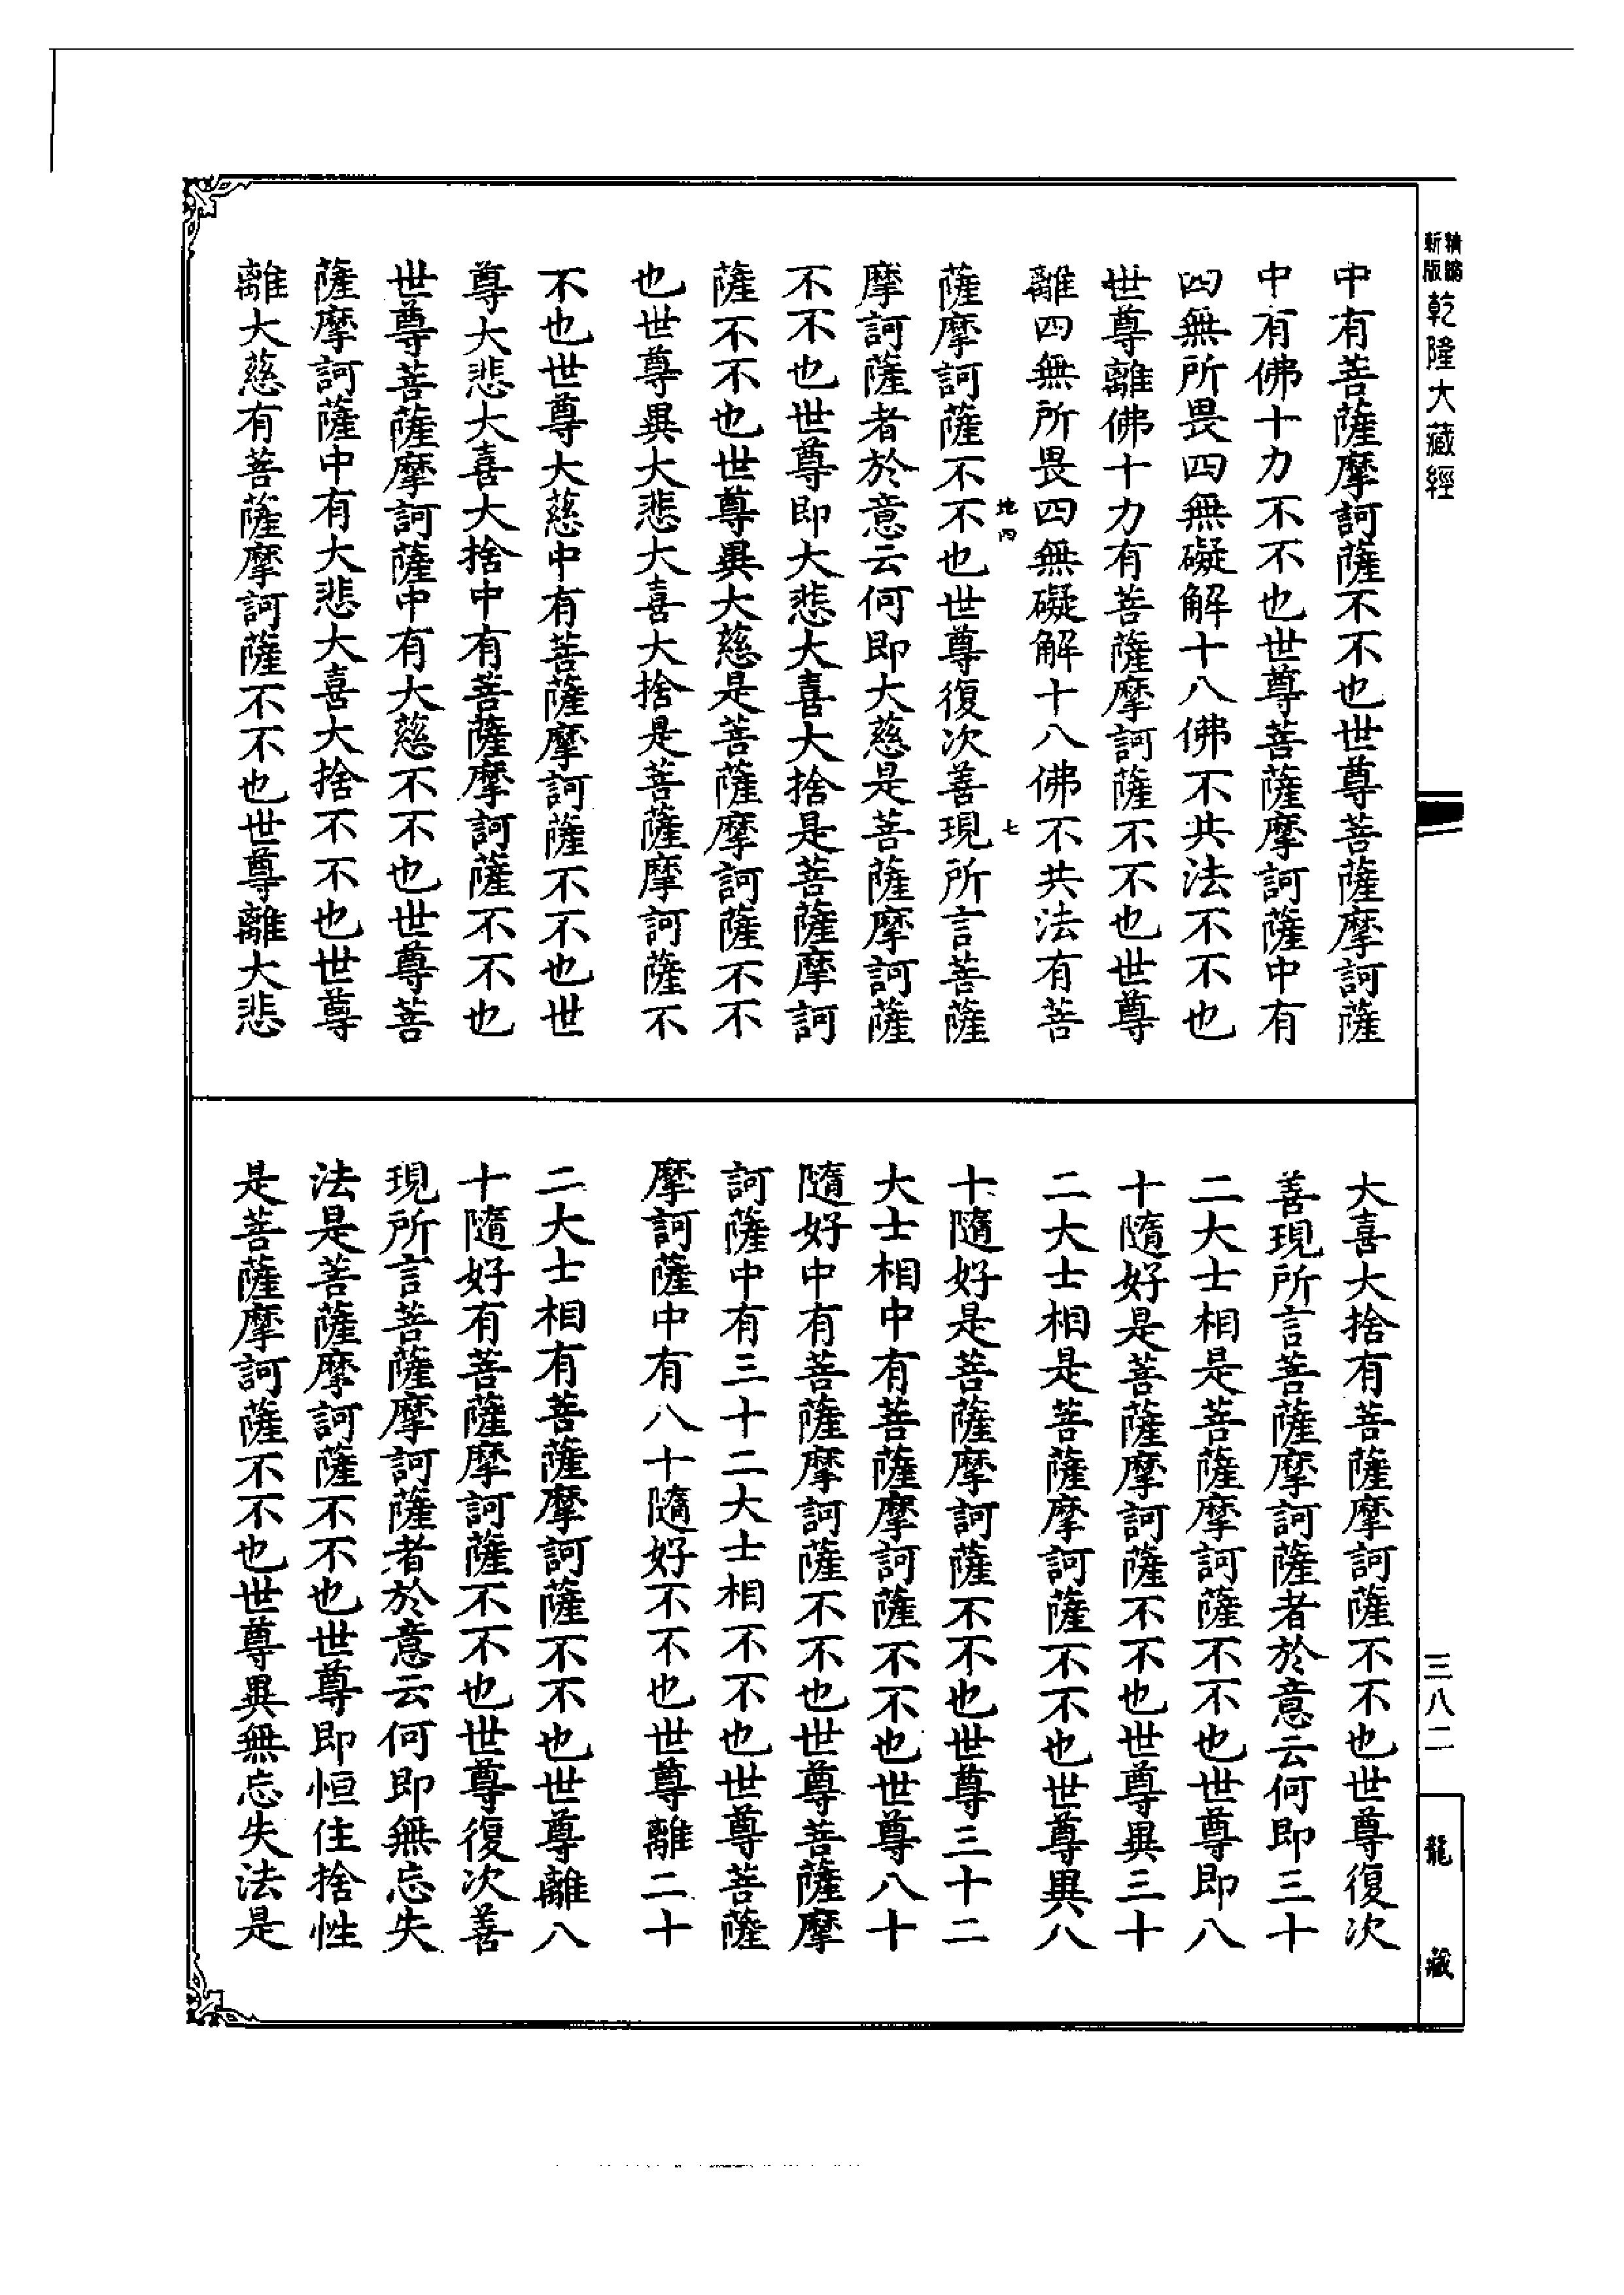 精編
新版
乾隆大藏經
中有菩薩摩訶薩不不也世尊菩薩摩訶薩
中有佛十力不不也世尊菩薩摩訶薩中有
四無所畏四無礙解十八佛不共法不不也
世尊離佛十力有菩薩摩訶薩不不也世尊
離四無所畏四無礙解十八佛不共法有菩
地四 七
薩摩訶薩不不也世尊復次善現所言菩薩
摩訶薩者於意云何即大慈是菩薩摩訶薩
不不也世尊即大悲大喜大捨是菩薩摩訶
薩不不也世尊異大慈是菩薩摩訶薩不不
也世尊異大悲大喜大捨是菩薩摩訶薩不
不也世尊大慈中有菩薩摩訶薩不不也世
尊大悲大喜大捨中有菩薩摩訶薩不不也
世尊菩薩摩訶薩中有大慈不不也世尊菩
薩摩訶薩中有大悲大喜大捨不不也世尊
離大慈有菩薩摩訶薩不不也世尊離大悲
大喜大捨有菩薩摩訶薩不不也世尊復次
善現所言菩薩摩訶薩者於意云何即三十
二大士相是菩薩摩訶薩不不也世尊即八
十隨好是菩薩摩訶薩不不也世尊異三十
二大士相是菩薩摩訶薩不不也世尊異八
十隨好是菩薩摩訶薩不不也世尊三十二
大士相中有菩薩摩訶薩不不也世尊八十
隨好中有菩薩摩訶薩不不也世尊菩薩摩
訶薩中有三十二大士相不不也世尊菩薩
摩訶薩中有八十隨好不不也世尊離二十
二大士相有菩薩摩訶薩不不也世尊離八
十隨好有菩薩摩訶薩不不也世尊復次善
現所言菩薩摩訶薩者於意云何即無忘失
法是菩薩摩訶薩不不也世尊即恒住捨性
是菩薩摩訶薩不不也世尊異無忘失法是
三八二
龍藏